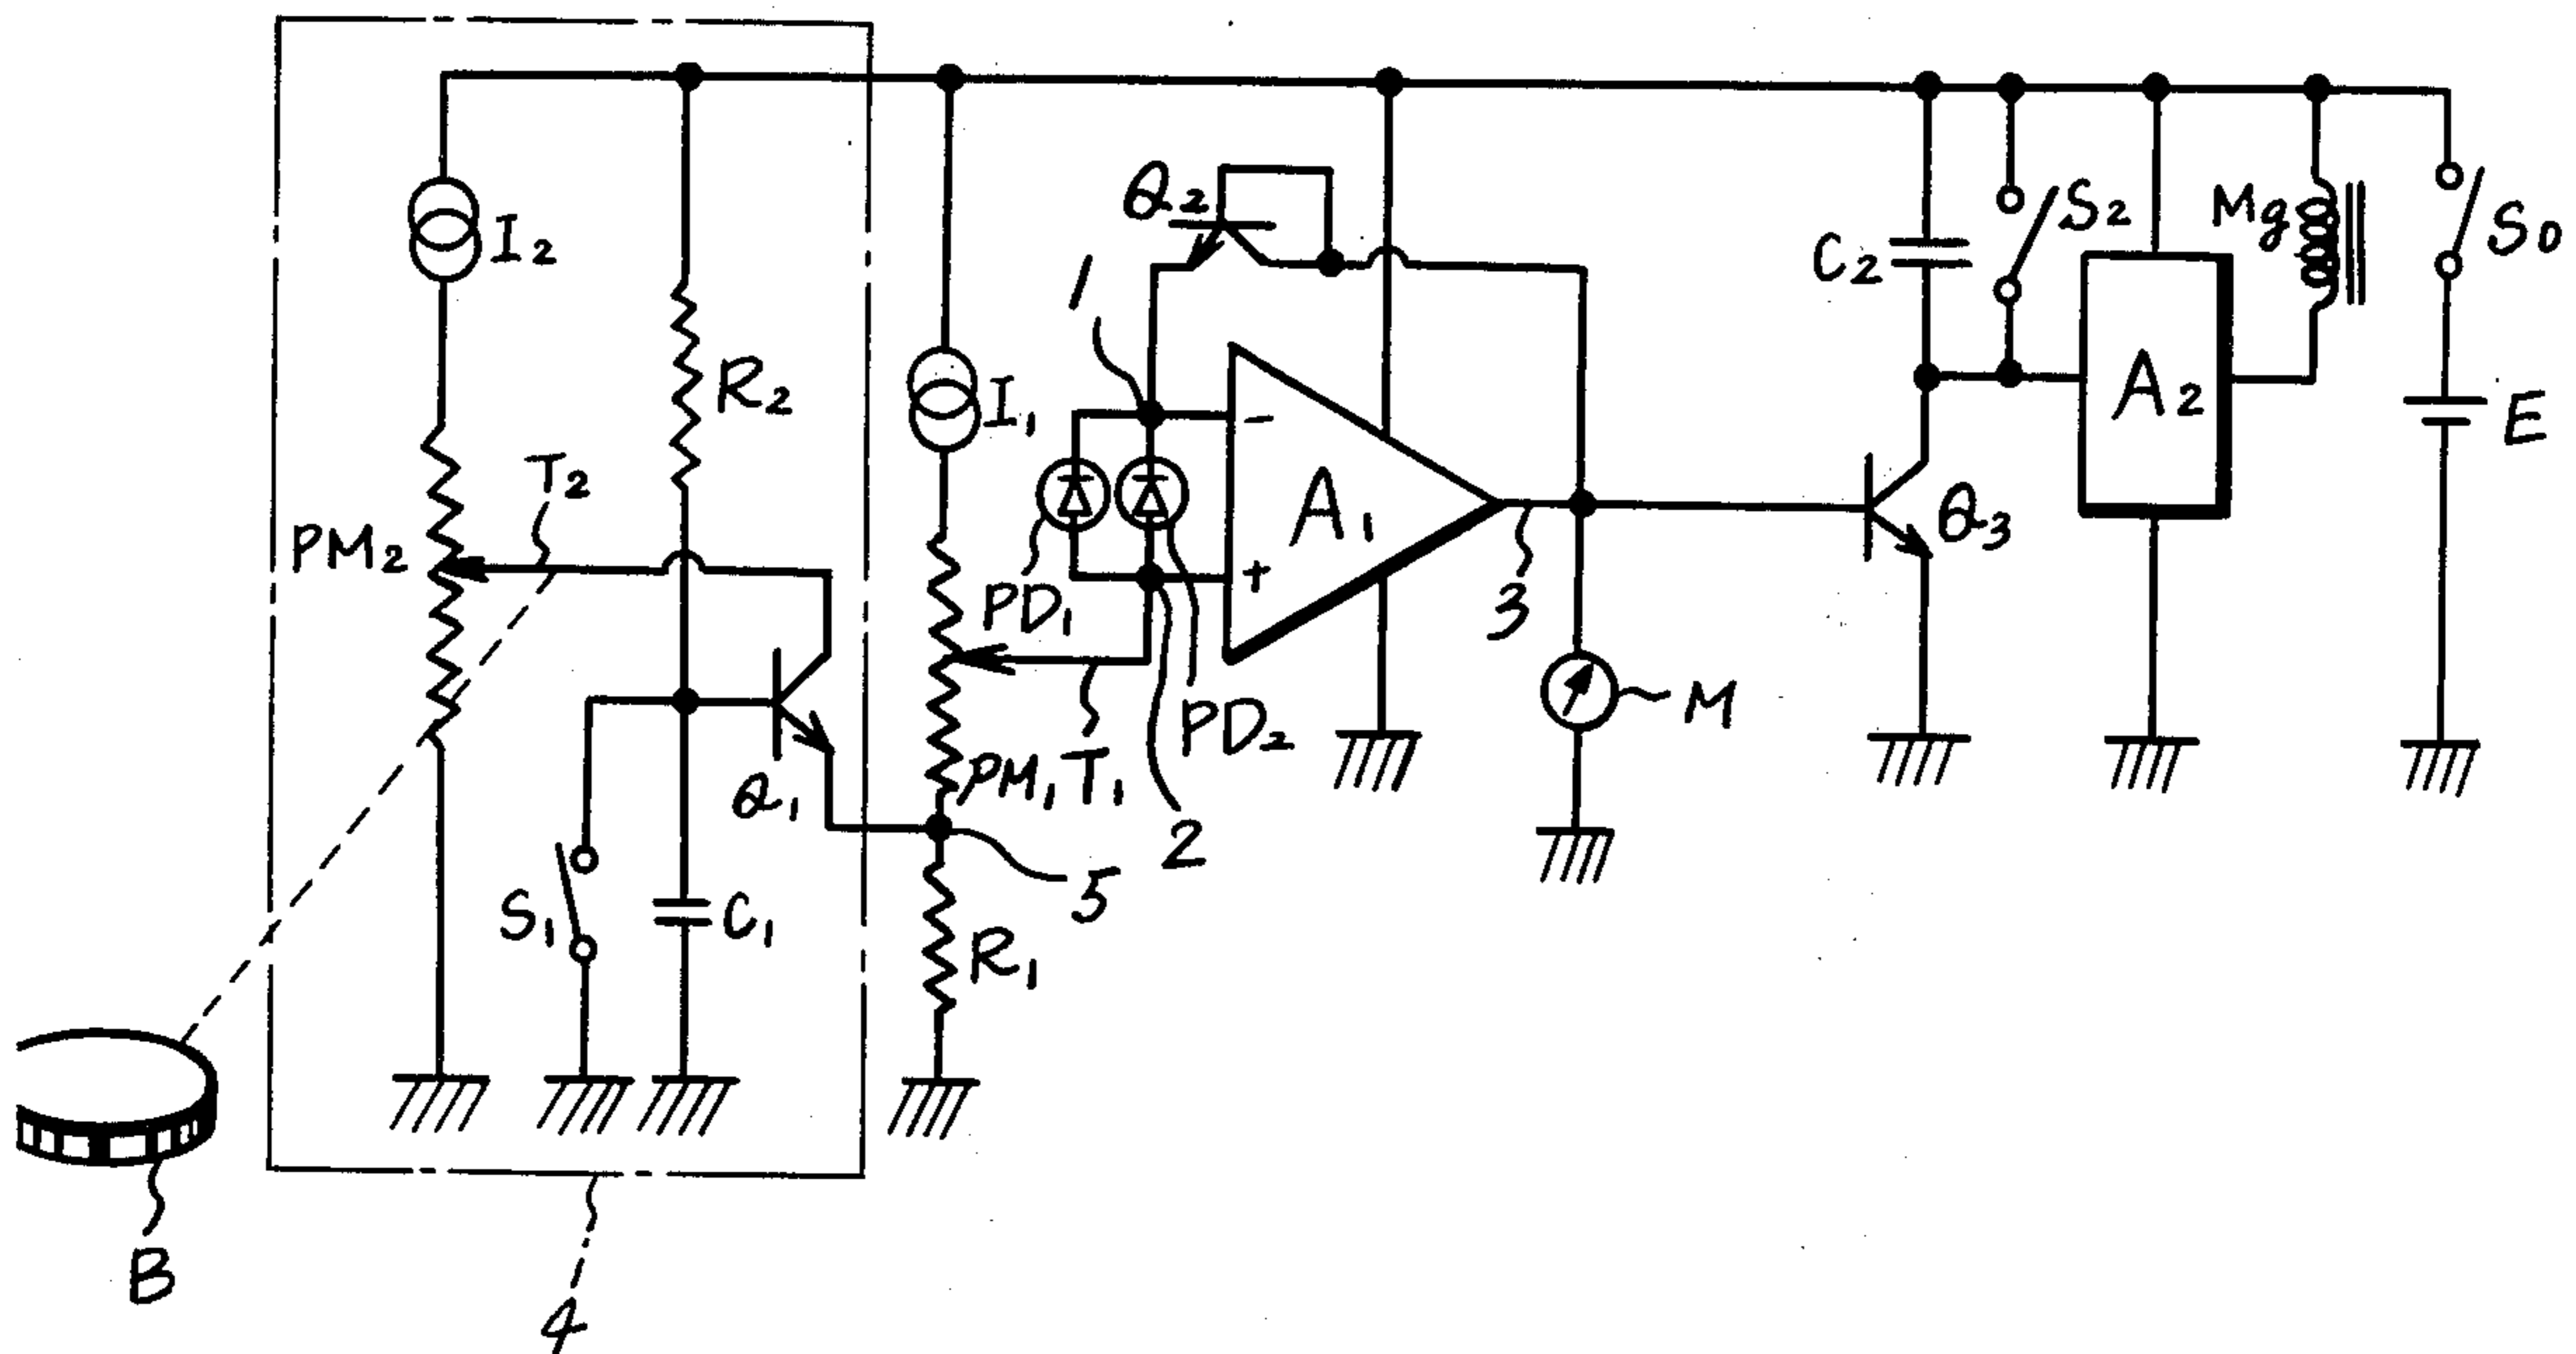 Q₂
S₂
Mg
S₀
I₂
C₂
1
R₂
I₁
−
A₂
E
T₂
A₁
Q₃
PM₂
+
PD₁
3
M
PD₂
Q₁
PM₁
T₁
2
5
S₁
C₁
R₁
B
4